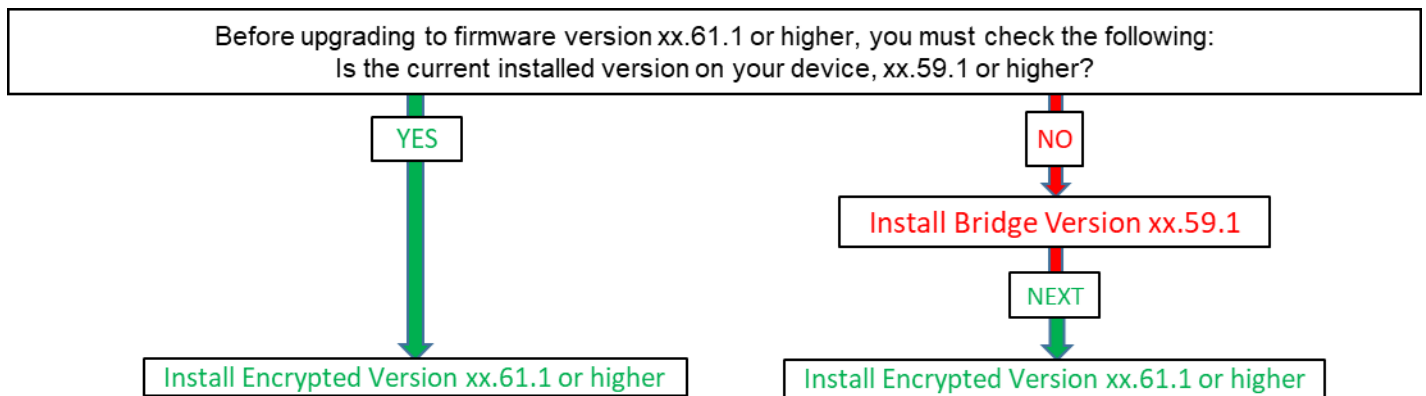 Before upgrading to firmware version xx.61.1 or higher, you must check the following:
Is the current installed version on your device, xx.59.1 or higher?
YES
NO
Install Bridge Version xx.59.1
NEXT
Install Encrypted Version xx.61.1 or higher
Install Encrypted Version xx.61.1 or higher